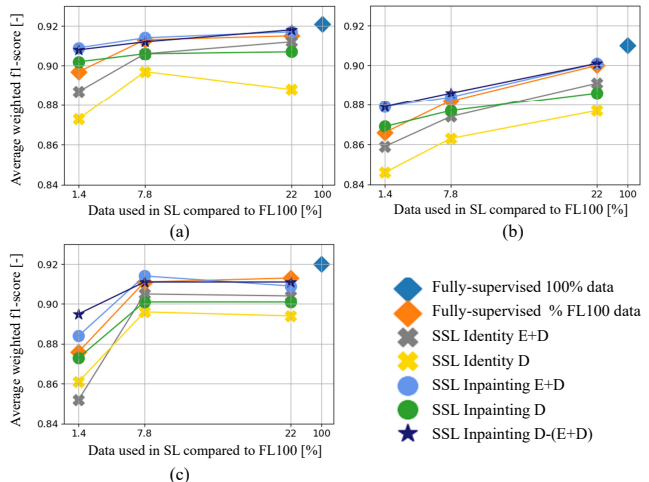 Average weighted f1-score [-]
0.92
0.90
0.88
0.86
0.84
1.4 7.8 22 100
Data used in SL compared to FL100 [%]
(a)
0.92
0.90
0.88
0.86
0.84
1.4 7.8 22 100
Data used in SL compared to FL100 [%]
(b)
Average weighted f1-score [-]
0.92
0.90
0.88
0.86
0.84
1.4 7.8 22 100
Data used in SL compared to FL100 [%]
(c)
Fully-supervised 100% data
Fully-supervised % FL100 data
SSL Identity E+D
SSL Identity D
SSL Inpainting E+D
SSL Inpainting D
SSL Inpainting D-(E+D)